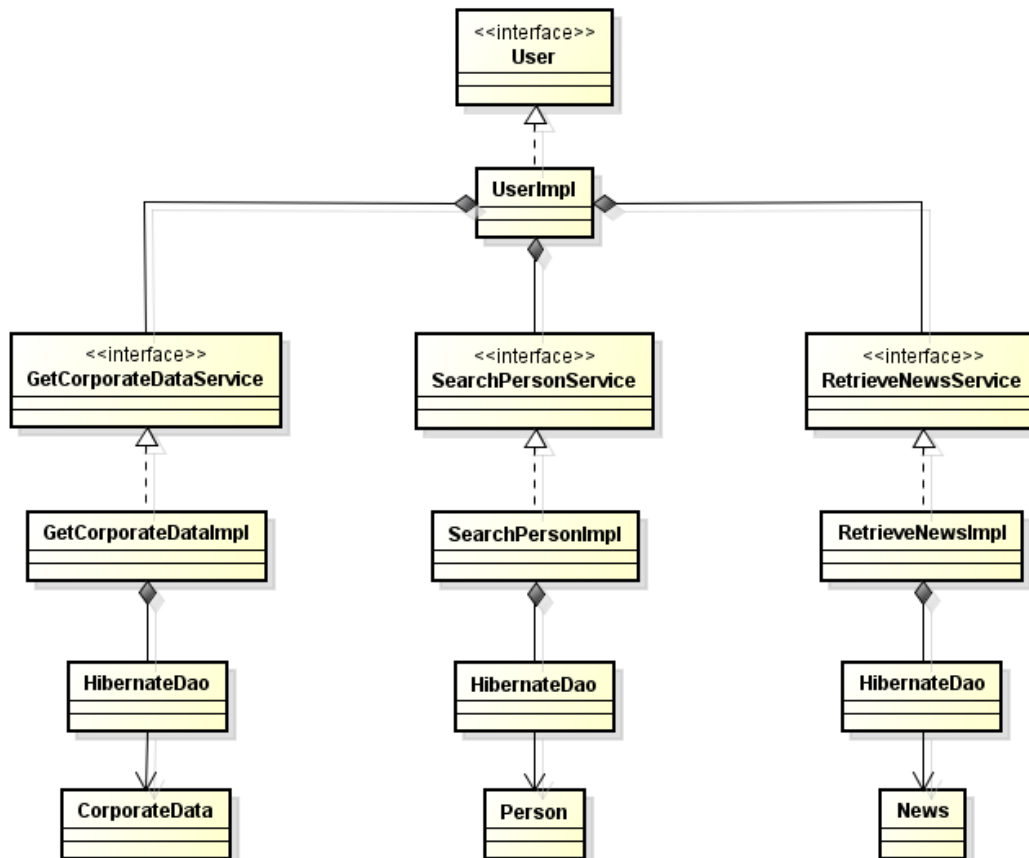 <<interface>>
User
UserImpl
<<interface>>
GetCorporateDataService
<<interface>>
SearchPersonService
<<interface>>
RetrieveNewsService
GetCorporateDataImpl
SearchPersonImpl
RetrieveNewsImpl
HibernateDao
HibernateDao
HibernateDao
CorporateData
Person
News